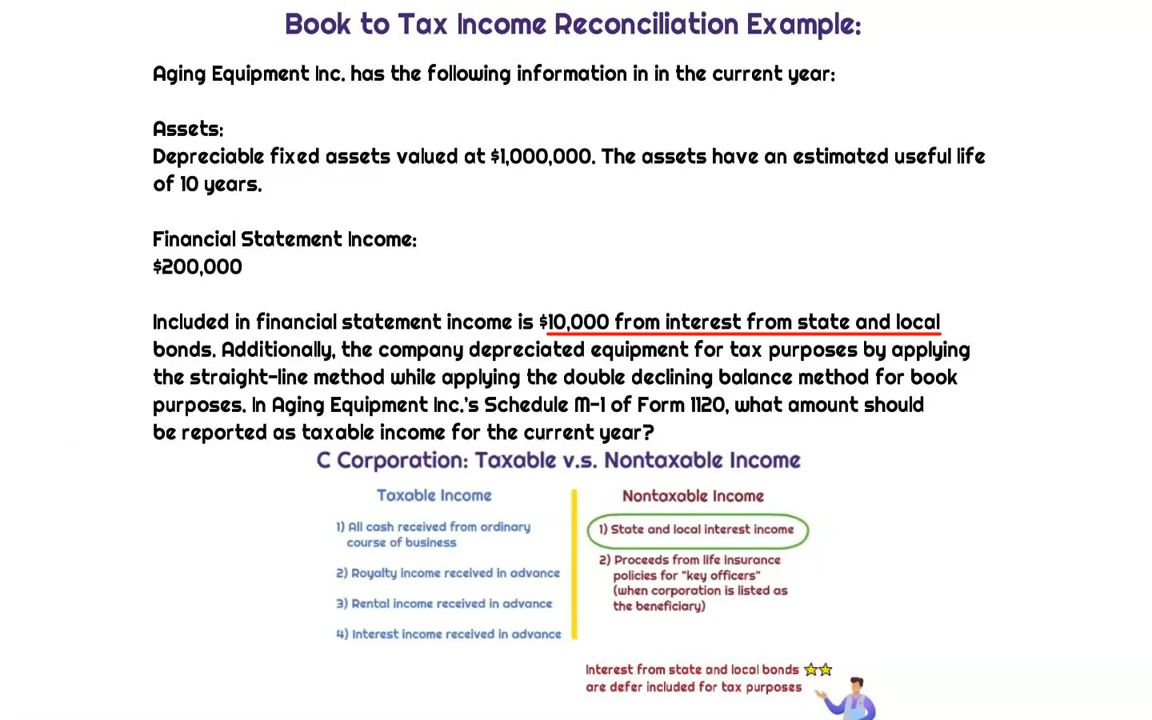 Book to Tax Income Reconciliation Example:
Aging Equipment Inc. has the following information in in the current year:
Assets:
Depreciable fixed assets valued at $1,000,000. The assets have an estimated useful life
of 10 years.
Financial Statement Income:
$200,000
Included in financial statement income is $10,000 from interest from state and local
bonds. Additionally, the company depreciated equipment for tax purposes by applying
the straight-line method while applying the double declining balance method for book
purposes. In Aging Equipment Inc.'s Schedule M-1 of Form 1120, what amount should
be reported as taxable income for the current year?
C Corporation: Taxable v.s. Nontaxable Income
Taxable Income
1) All cash received from ordinary
course of business
2) Royalty income received in advance
3) Rental income received in advance
4) Interest income received in advance
Nontaxable Income
1) State and local interest income
2) Proceeds from life insurance
policies for "key officers"
(when corporation is listed as
the beneficiary)
Interest from state and local bonds
are defer included for tax purposes